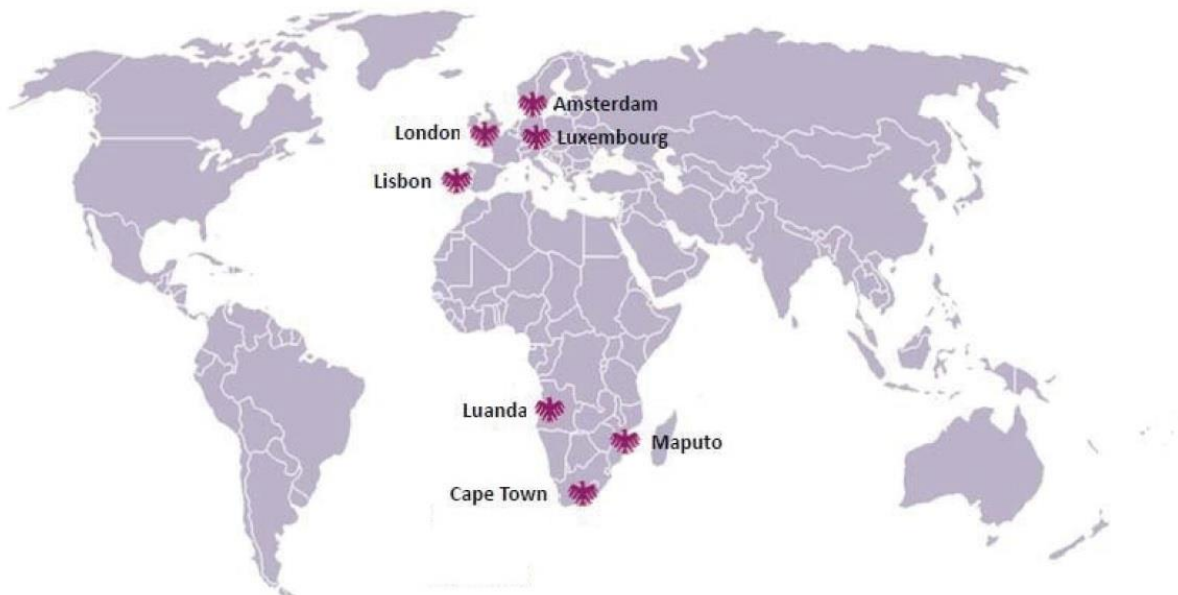 Amsterdam
London
Luxembourg
Lisbon
Luanda
Maputo
Cape Town